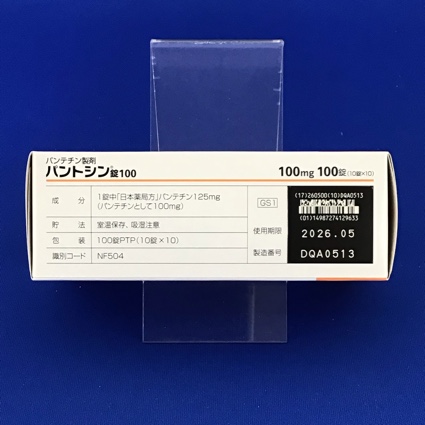 パンテチン製剤
パントシン®錠100
100mg 100錠(10錠×10)
成 分 1錠中「日本薬局方」パンテチン125mg
(パンテチンとして100mg)
貯 法 室温保存、吸湿注意
包 装 100錠PTP(10錠×10)
識別コード NF504
GS1
(17)260500(10)DQA0513
(01)14987274129633
使用期限 2026.05
製造番号 DQA0513